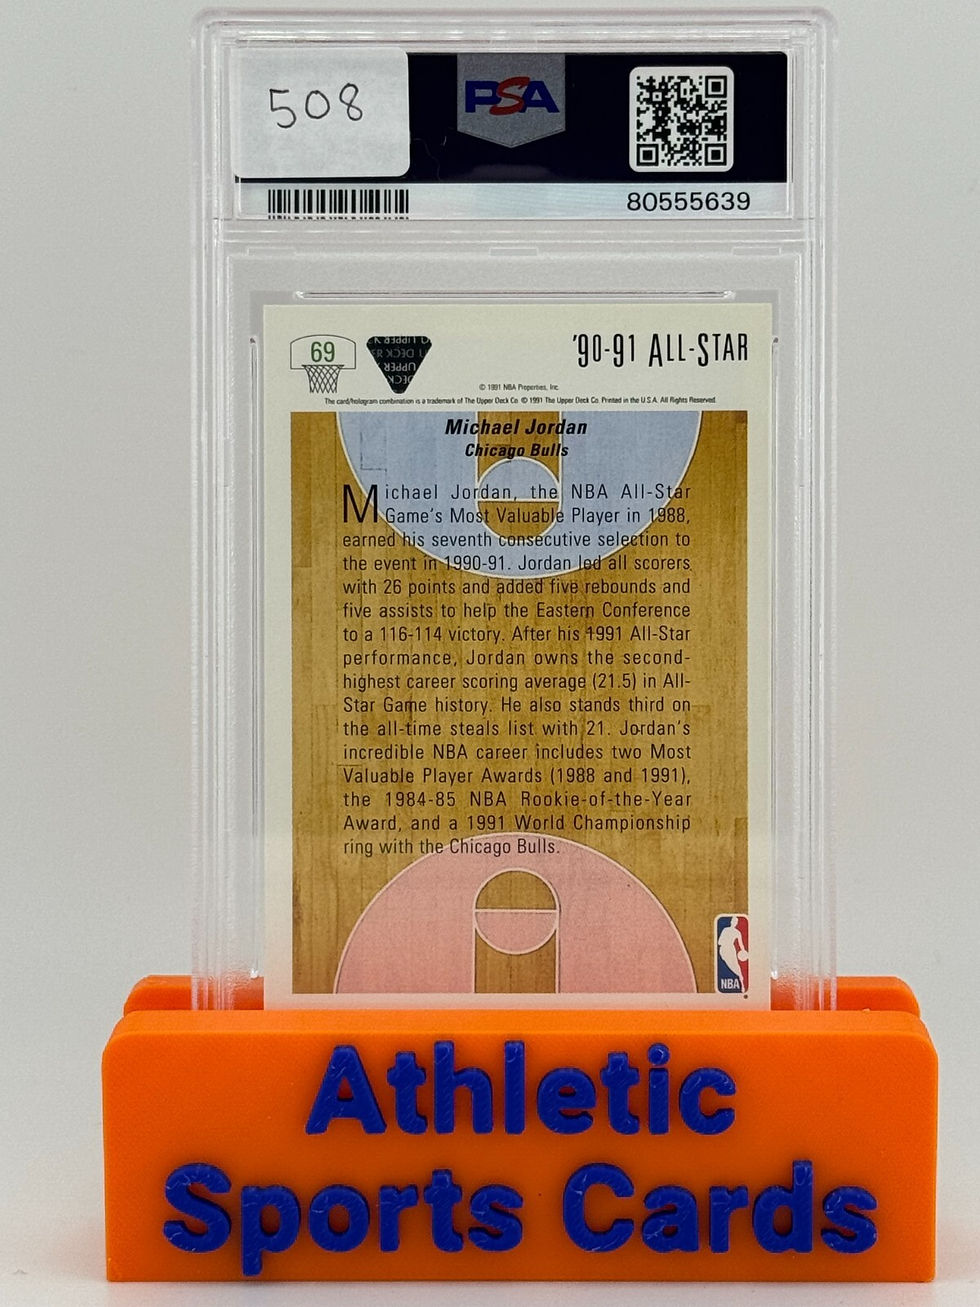 508
PSA
80555639
69
'90-91 ALL-STAR
© 1991 NBA Properties, Inc.
The card/hologram combination is a trademark of The Upper Deck Co. © 1991 The Upper Deck Co. Printed in the U.S.A. All Rights Reserved.
Michael Jordan
Chicago Bulls
Michael Jordan, the NBA All-Star
Game's Most Valuable Player in 1988,
earned his seventh consecutive selection to
the event in 1990-91. Jordan led all scorers
with 26 points and added five rebounds and
five assists to help the Eastern Conference
to a 116-114 victory. After his 1991 All-Star
performance, Jordan owns the second-
highest career scoring average (21.5) in All-
Star Game history. He also stands third on
the all-time steals list with 21. Jordan's
incredible NBA career includes two Most
Valuable Player Awards (1988 and 1991),
the 1984-85 NBA Rookie-of-the-Year
Award, and a 1991 World Championship
ring with the Chicago Bulls.
NBA
Athletic
Sports Cards